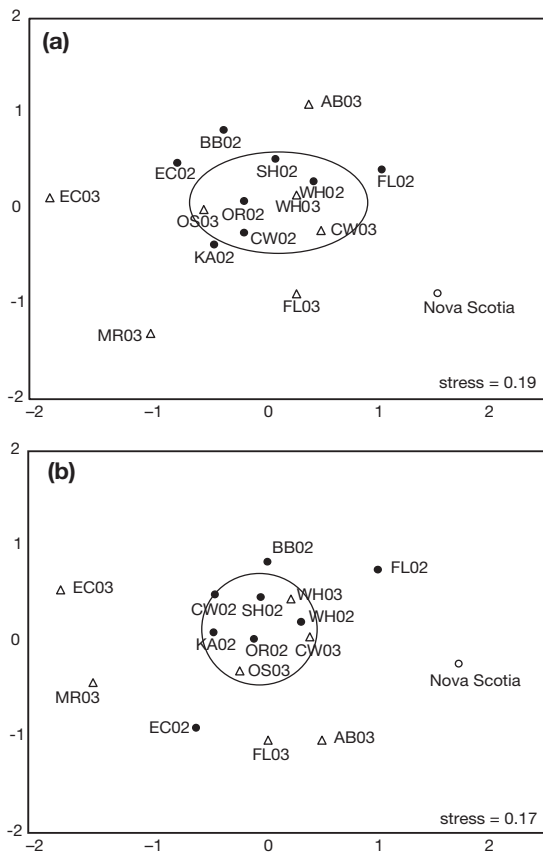 2
(a)
AB03
1
BB02
EC02
SH02
FL02
WH02
EC03
WH03
0
OS03
OR02
CW03
CW02
KA02
FL03
-1
Nova Scotia
MR03
stress = 0.19
-2
−2
−1
0
1
2
2
(b)
BB02
1
FL02
EC03
WH03
CW02
SH02
WH02
KA02
OR02
CW03
0
OS03
Nova Scotia
MR03
EC02
AB03
-1
FL03
stress = 0.17
-2
−2
−1
0
1
2